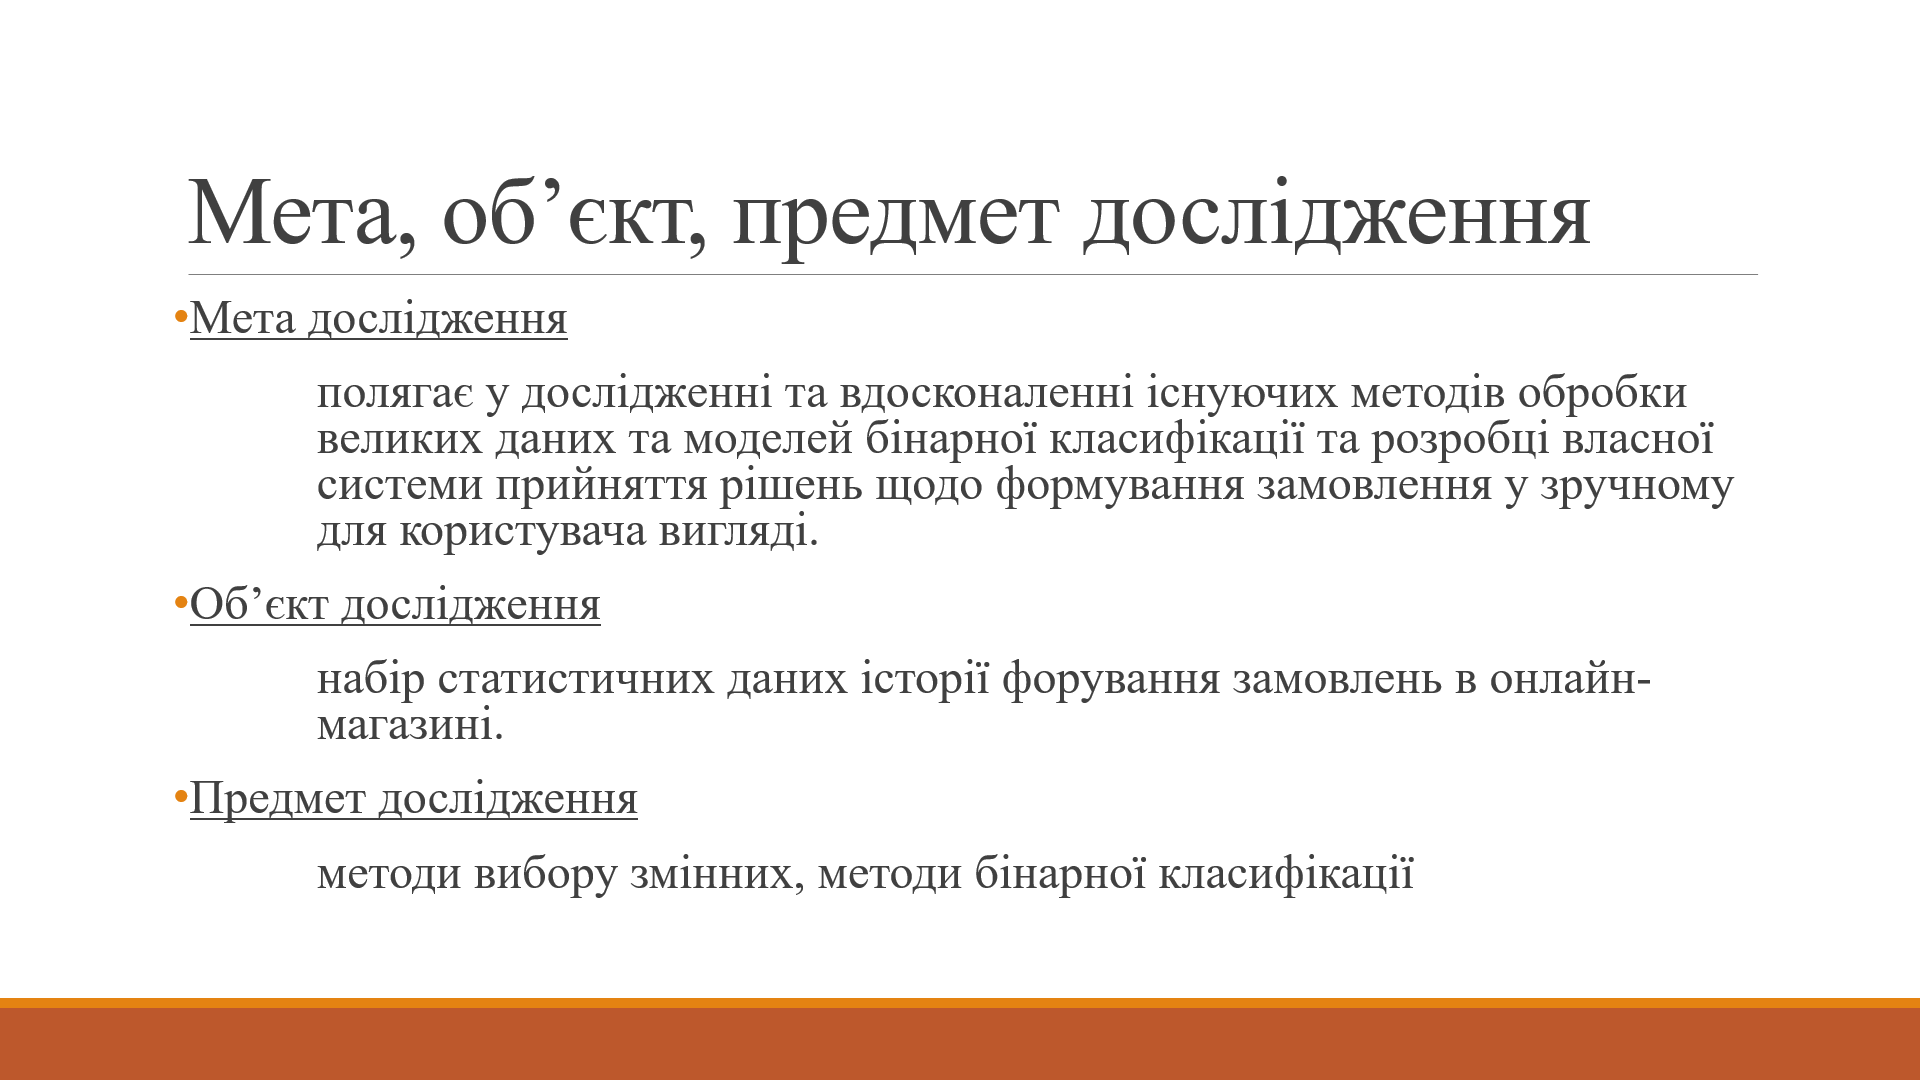 Мета, об’єкт, предмет дослідження
•Мета дослідження
полягає у дослідженні та вдосконаленні існуючих методів обробки
великих даних та моделей бінарної класифікації та розробці власної
системи прийняття рішень щодо формування замовлення у зручному
для користувача вигляді.
•Об’єкт дослідження
набір статистичних даних історії форування замовлень в онлайн-
магазині.
•Предмет дослідження
методи вибору змінних, методи бінарної класифікації